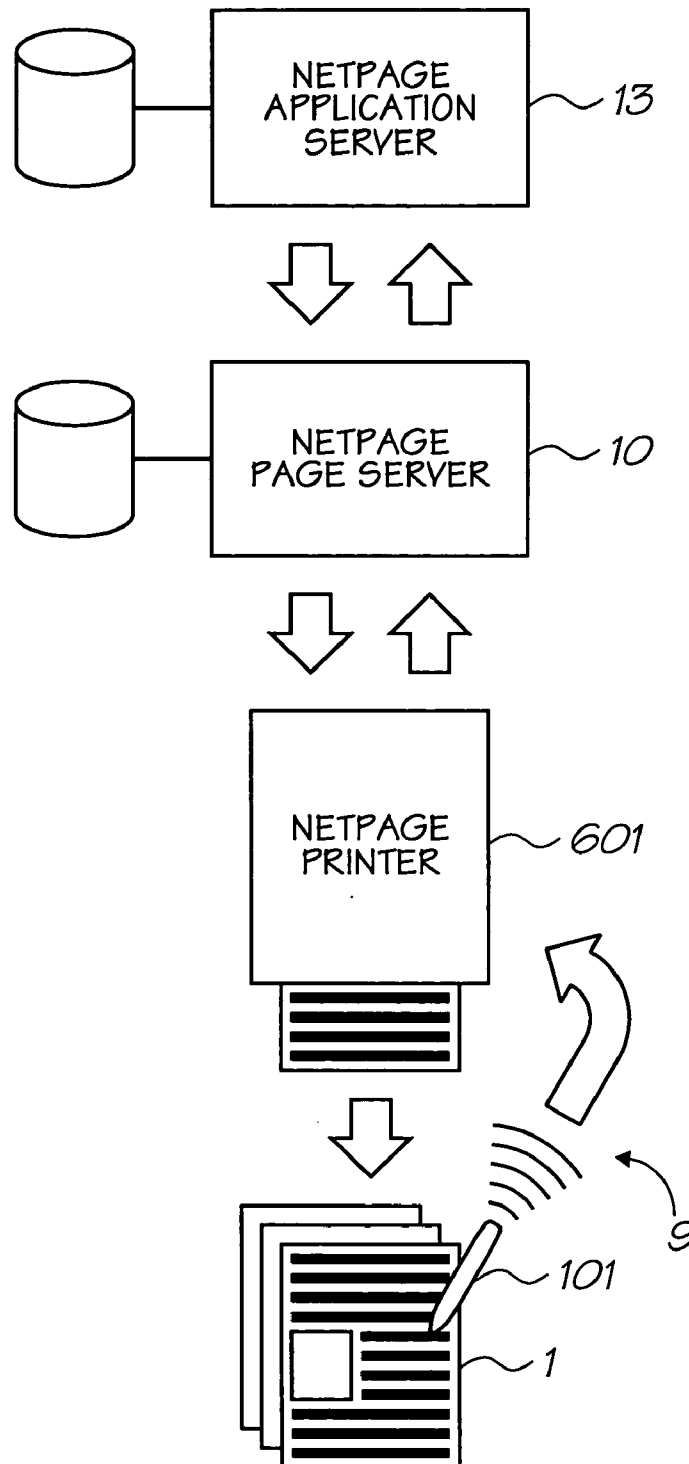 NETPAGE
APPLICATION
SERVER
13
NETPAGE
PAGE SERVER
10
NETPAGE
PRINTER
601
9
101
1